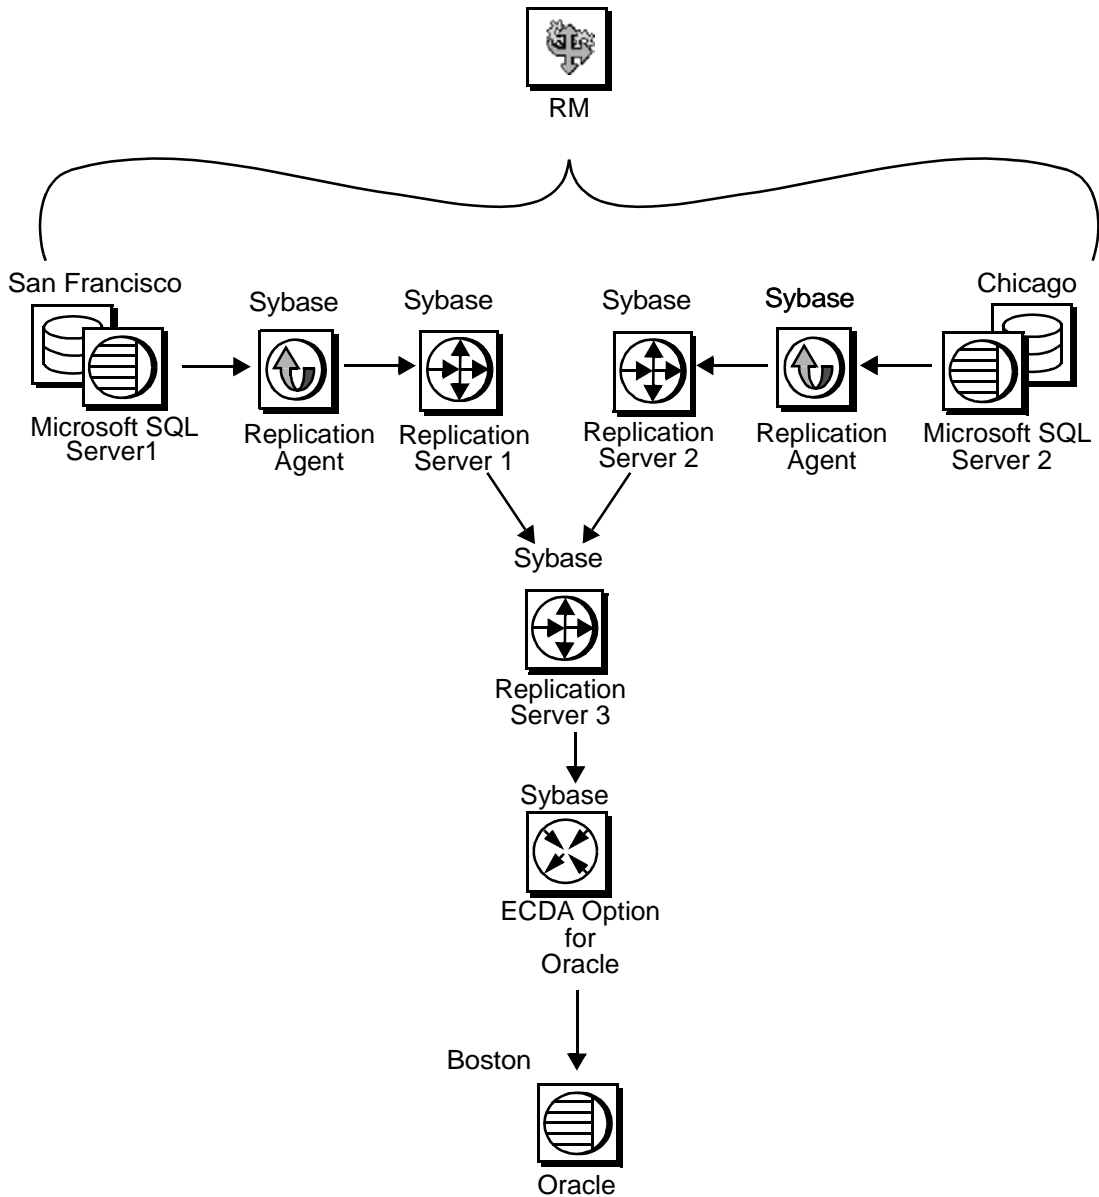 RM
San Francisco
Chicago
Sybase
Sybase
Sybase
Sybase
Microsoft SQL
Server1
Replication
Agent
Replication
Server 1
Replication
Server 2
Replication
Agent
Microsoft SQL
Server 2
Sybase
Replication
Server 3
Sybase
ECDA Option
for
Oracle
Boston
Oracle